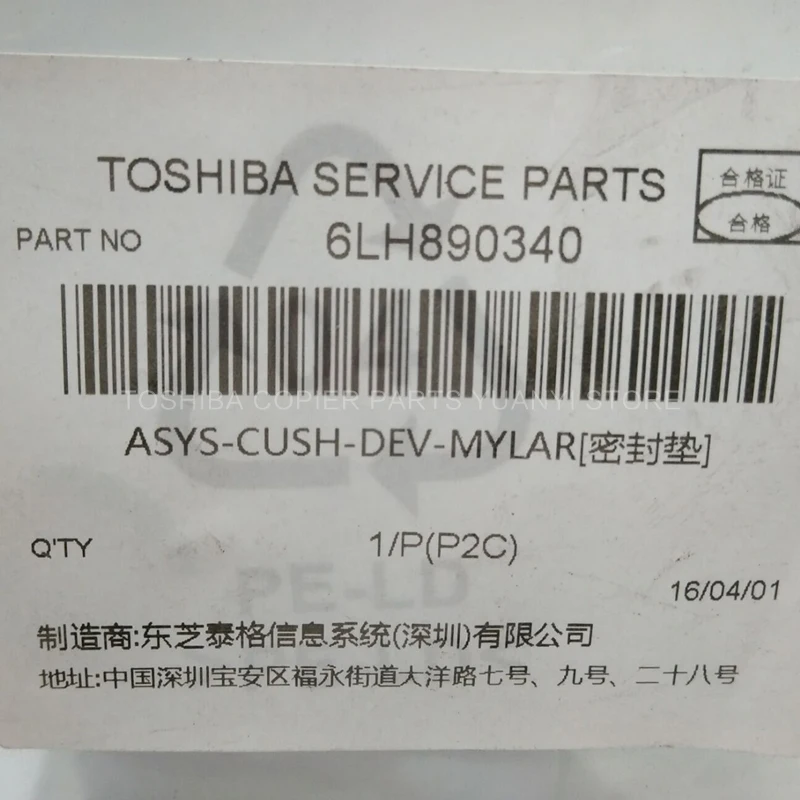 TOSHIBA SERVICE PARTS
合格证
合格
PART NO 6LH890340
TOSHIBA COPIER PARTS YUANYI STORE
ASYS-CUSH-DEV-MYLAR[密封垫]
Q'TY 1/P(P2C)
PE-LD
16/04/01
制造商:东芝泰格信息系统(深圳)有限公司
地址:中国深圳宝安区福永街道大洋路七号、九号、二十八号